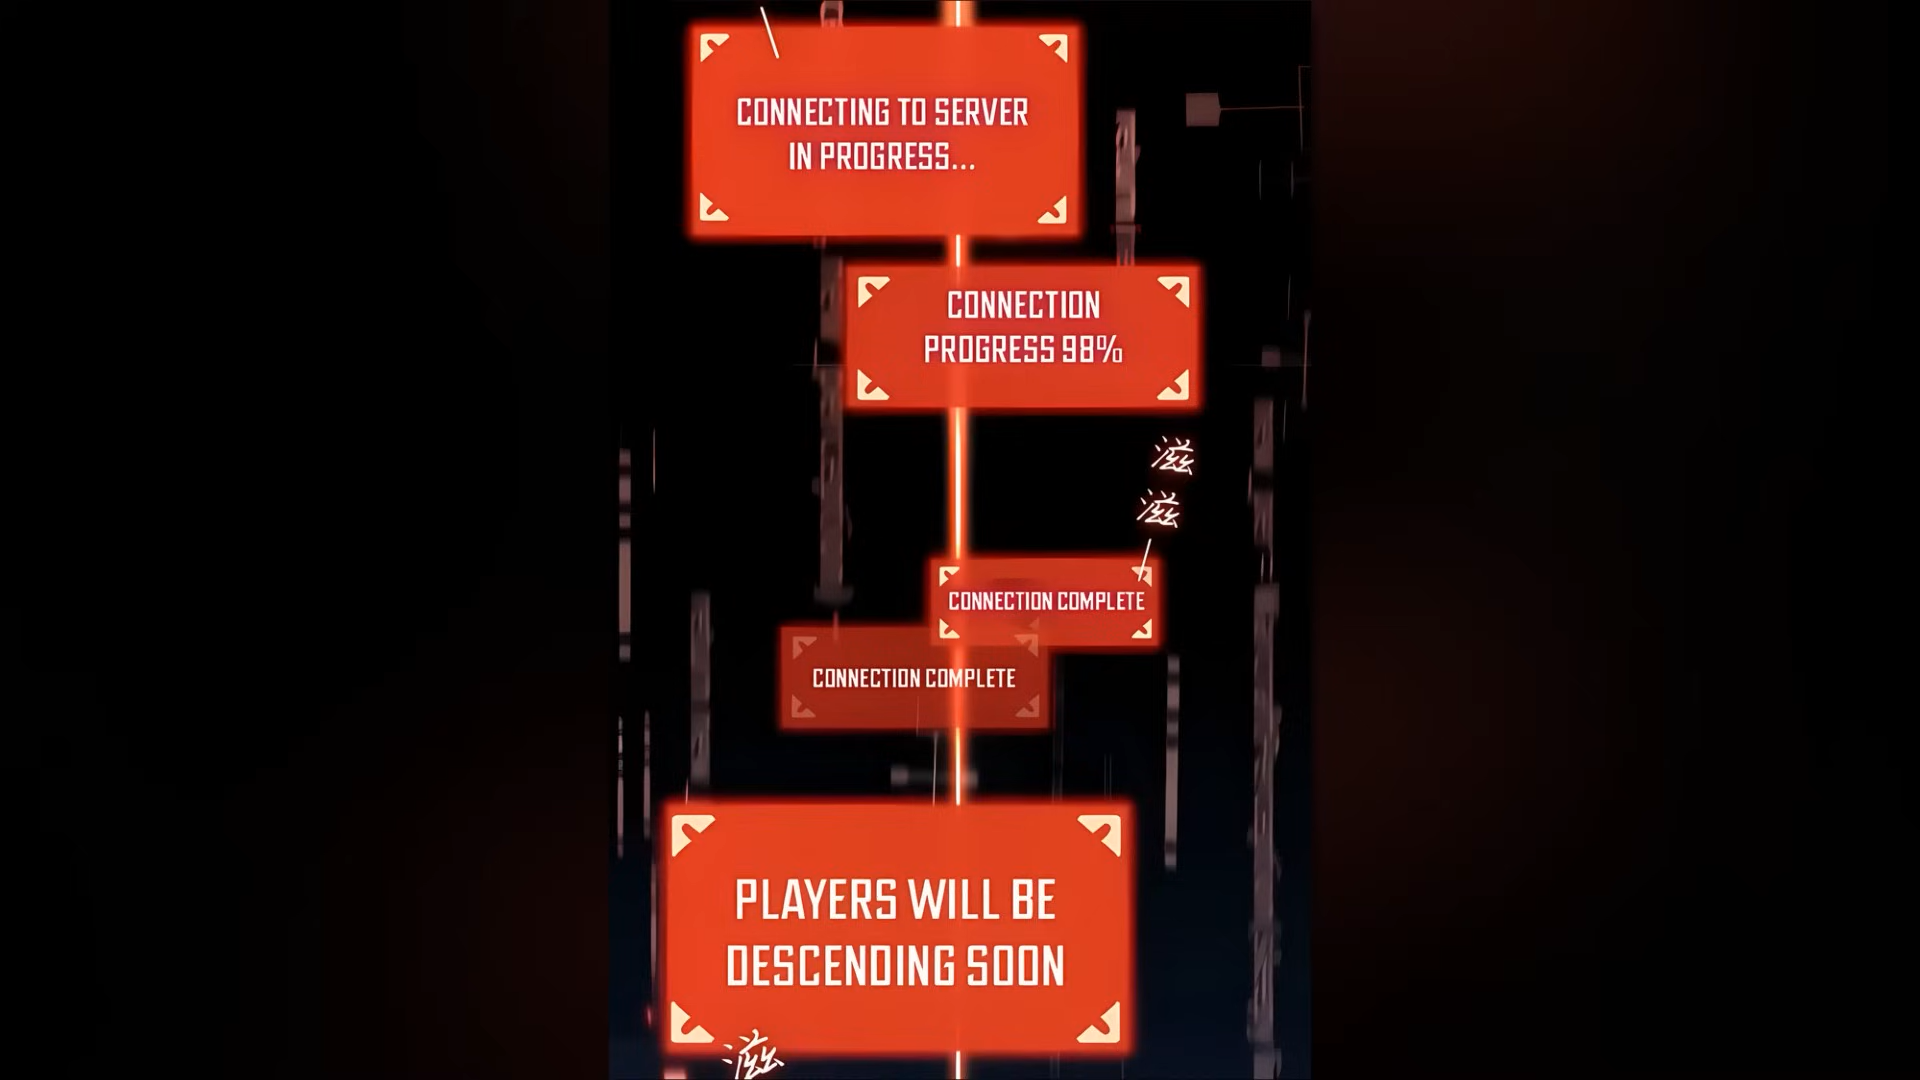 CONNECTING TO SERVER
IN PROGRESS...
CONNECTION
PROGRESS 98%
滋
滋
CONNECTION COMPLETE
CONNECTION COMPLETE
PLAYERS WILL BE
DESCENDING SOON
滋